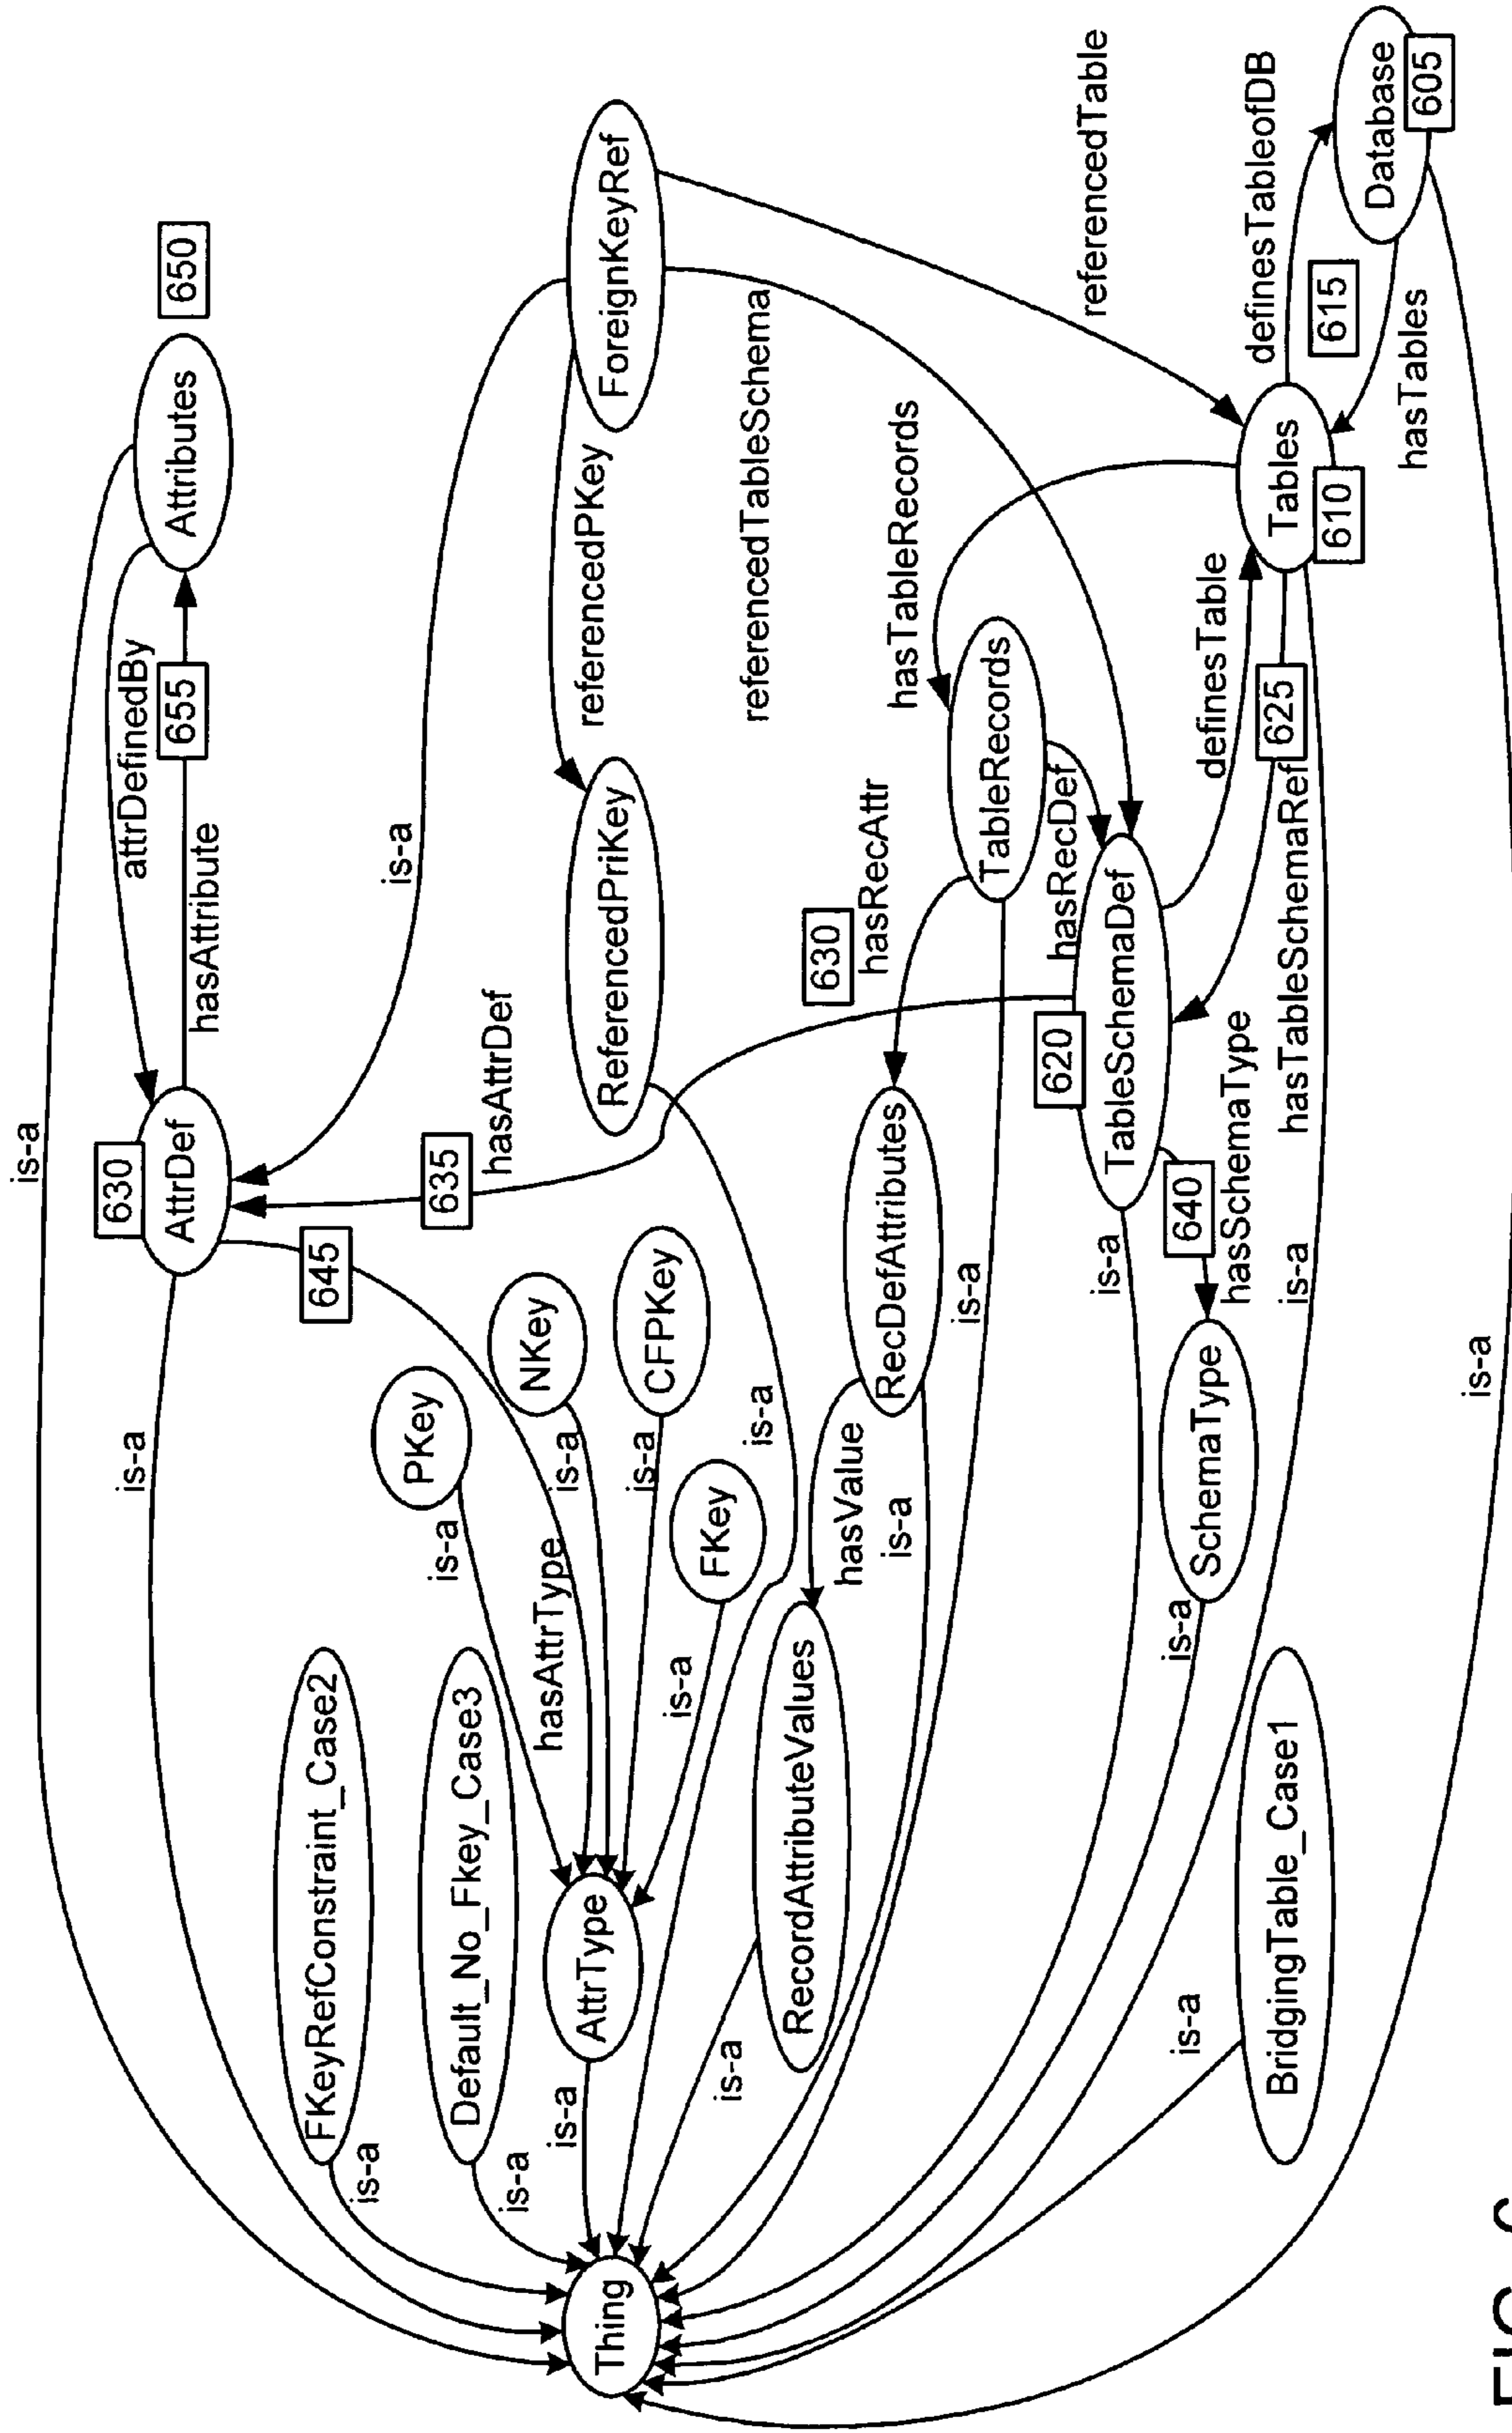 is-a
is-a
630
AttrDef
hasAttribute
attrDefinedBy
655
Attributes
650
FKeyRefConstraint_Case2
is-a
645
is-a
PKey
is-a
635
is-a
Default_No_Fkey_Case3
is-a
hasAttrDef
NKey
is-a
hasAttrType
is-a
AttrType
Thing
CFPKey
is-a
ReferencedPriKey
referencedPKey
ForeignKeyRef
FKey
is-a
is-a
is-a
referencedTableSchema
RecordAttributeValues
hasValue
630
hasRecAttr
is-a
RecDefAttributes
hasTableRecords
is-a
TableRecords
620
hasRecDef
is-a
TableSchemaDef
referencedTable
is-a
is-a
640
SchemaType
hasSchemaType
definesTable
definesTableofDB
BridgingTable_Case1
is-a
hasTableSchemaRef
625
Tables
610
615
Database
hasTables
605
is-a
FIG. 6